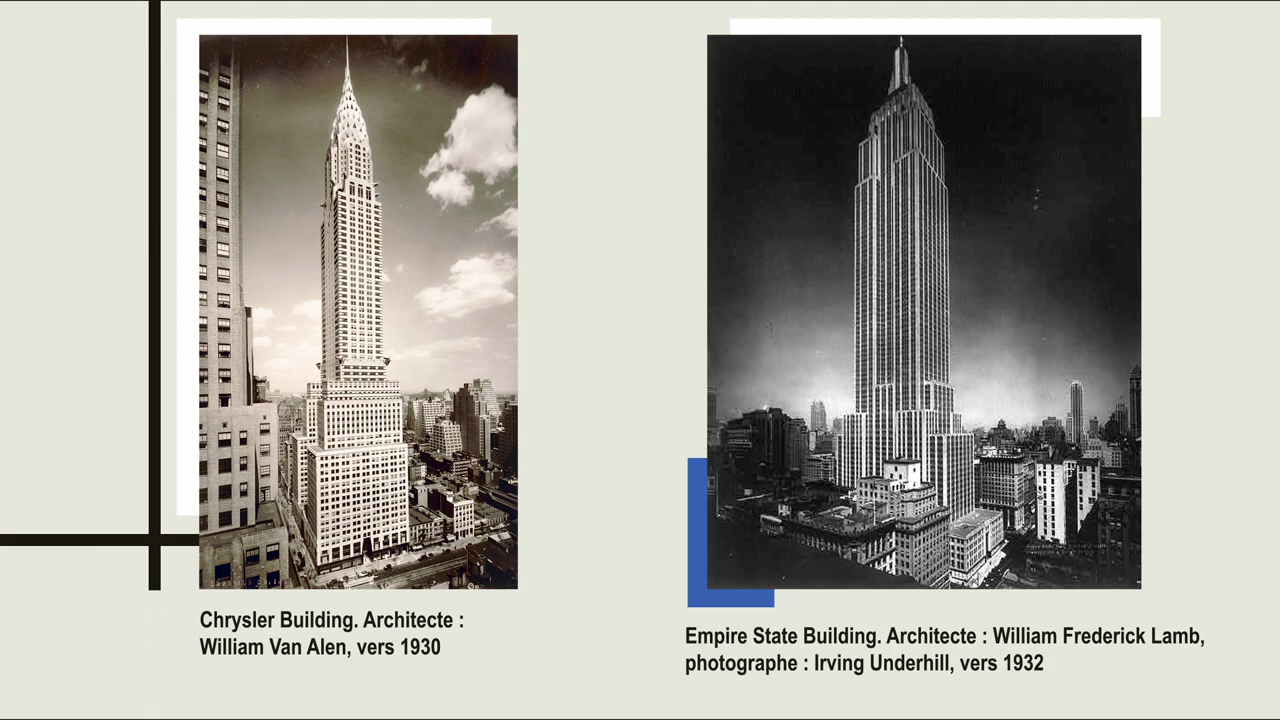 Chrysler Building. Architecte :
William Van Alen, vers 1930
Empire State Building. Architecte : William Frederick Lamb,
photographe : Irving Underhill, vers 1932